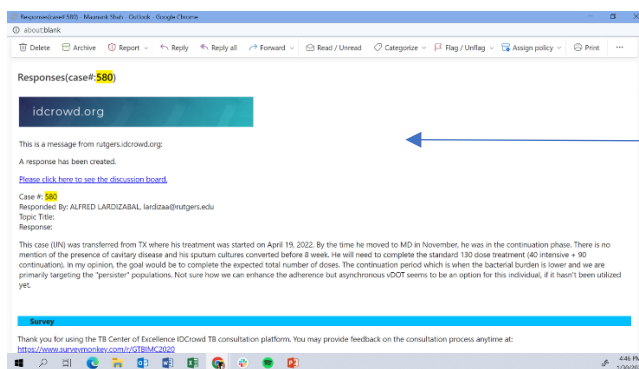 Responses(case#:580) - Mayank Shah - Outlook - Google Chrome
about:blank
Delete Archive Report Reply Reply all Forward Read / Unread Categorize Flag / Unflag Assign policy Print ...
Responses(case#:580)
idcrowd.org
This is a message from rutgers.idcrowd.org:
A response has been created.
Please click here to see the discussion board.
Case #: 580
Responded By: ALFRED LARDIZABAL, lardizaa@rutgers.edu
Topic Title:
Response:
This case (IJN) was transferred from TX where his treatment was started on April 19, 2022. By the time he moved to MD in November, he was in the continuation phase. There is no
mention of the presence of cavitary disease and his sputum cultures converted before 8 week. He will need to complete the standard 130 dose treatment (40 intensive + 90
continuation). In my opinion, the goal would be to complete the expected total number of doses. The continuation period which is when the bacterial burden is lower and we are
primarily targeting the "persister" populations. Not sure how we can enhance the adherence but asynchronous vDOT seems to be an option for this individual, if it hasn't been utilized
yet.
Survey
Thank you for using the TB Center of Excellence IDCrowd TB consultation platform. You may provide feedback on the consultation process anytime at:
https://www.surveymonkey.com/r/GTBIMC2020
4:46 PM